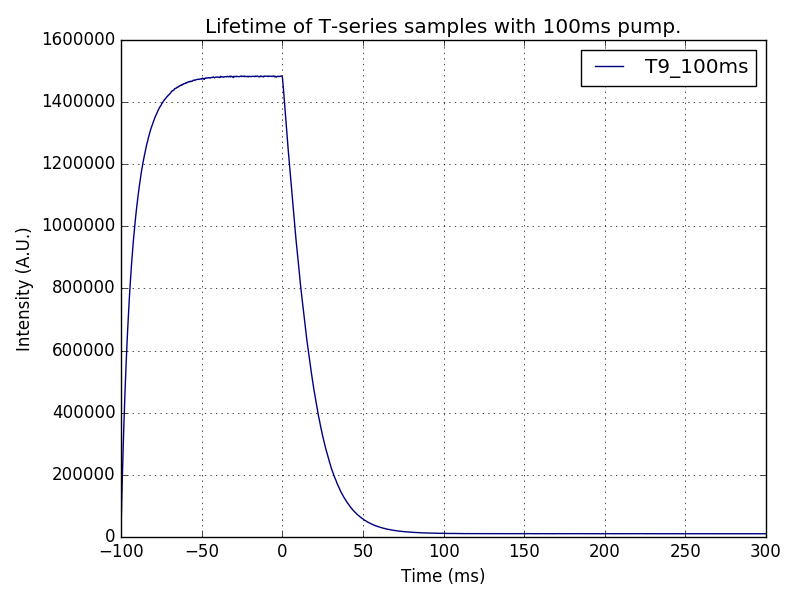 Lifetime of T-series samples with 100ms pump.
T9_100ms
1600000
1400000
1200000
1000000
800000
600000
400000
200000
0
Intensity (A.U.)
−100 −50 0 50 100 150 200 250 300
Time (ms)